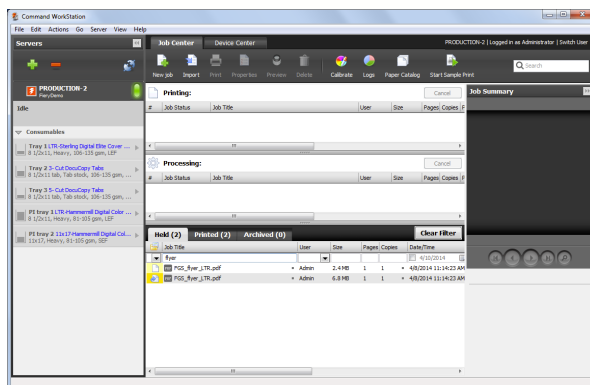 Command WorkStation
File Edit Actions Go Server View Help
Servers
Job Center Device Center
PRODUCTION-2 | Logged in as Administrator | Switch User
New job Import Print Properties Preview Delete Calibrate Logs Paper Catalog Start Sample Print
Search
PRODUCTION-2
FieryDemo
Idle
Consumables
Tray 1 LTR-Sterling Digital Elite Cover ...
8 1/2x11, Heavy, 106-135 gsm, LEF
Tray 2 3- Cut DocuCopy Tabs
8 1/2x11 tab, Tab stock, 106-135 gsm, ...
Tray 3 5- Cut DocuCopy Tabs
8 1/2x11 tab, Tab stock, 106-135 gsm, ...
PI tray 1 LTR-Hammermill Digital Color ...
8 1/2x11, Heavy, 81-105 gsm, LEF
PI tray 2 11x17-Hammermill Digital Col...
11x17, Heavy, 81-105 gsm, SEF
Printing:
Cancel
# Job Status Job Title User Size Pages Copies F
Processing:
Cancel
# Job Status Job Title User Size Pages Copies F
Held (2) Printed (2) Archived (0) Clear Filter
Job Title User Size Pages Copies Date/Time
flyer 4/10/2014
FGS_flyer_LTR.pdf Admin 2.4 MB 1 1 4/8/2014 11:14:23 AM
FGS_flyer_LTR.pdf Admin 6.8 MB 1 1 4/8/2014 11:14:23 AM
Job Summary